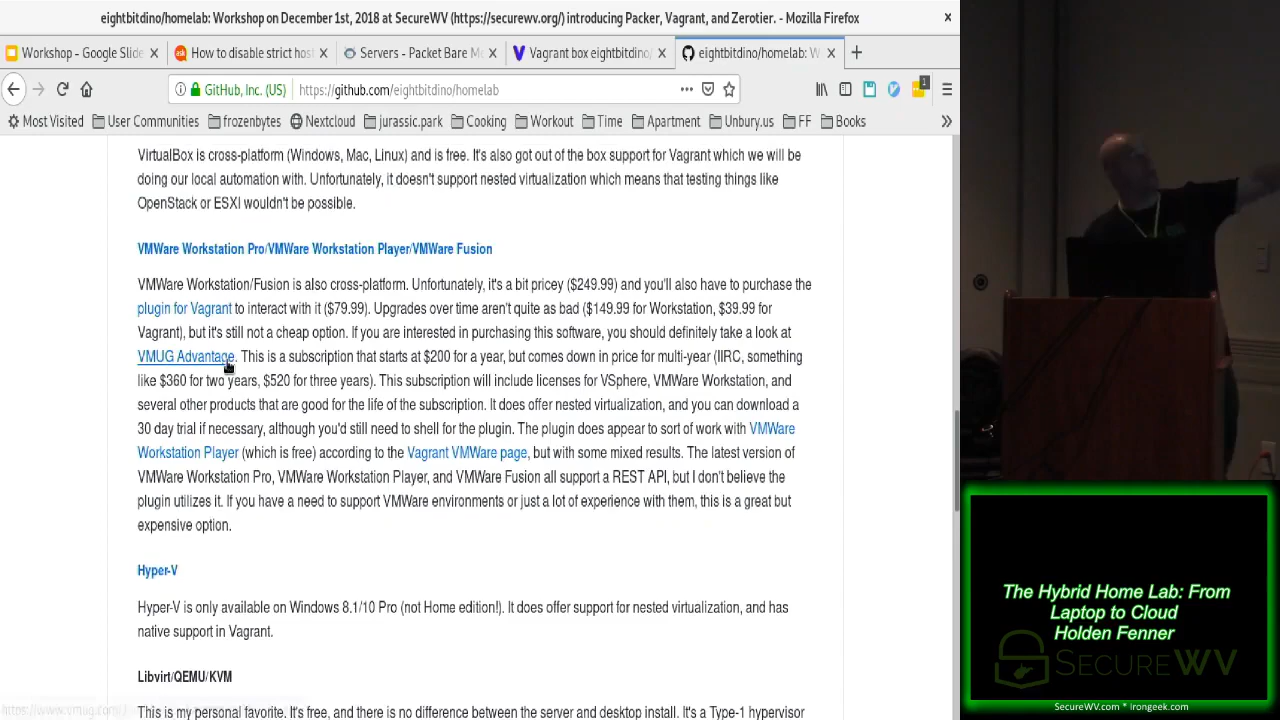 eightbitdino/homelab: Workshop on December 1st, 2018 at SecureWV (https://securewv.org/) introducing Packer, Vagrant, and Zerotier. - Mozilla Firefox
Workshop - Google Slide
How to disable strict hos
Servers - Packet Bare M
Vagrant box eightbitdino/
eightbitdino/homelab: W
GitHub, Inc. (US)
https://github.com/eightbitdino/homelab
1
Most Visited
User Communities
frozenbytes
Nextcloud
jurassic.park
Cooking
Workout
Time
Apartment
Unbury.us
FF
Books
VirtualBox is cross-platform (Windows, Mac, Linux) and is free. It's also got out of the box support for Vagrant which we will be
doing our local automation with. Unfortunately, it doesn't support nested virtualization which means that testing things like
OpenStack or ESXI wouldn't be possible.
VMWare Workstation Pro/VMWare Workstation Player/VMWare Fusion
VMWare Workstation/Fusion is also cross-platform. Unfortunately, it's a bit pricey ($249.99) and you'll also have to purchase the
plugin for Vagrant to interact with it ($79.99). Upgrades over time aren't quite as bad ($149.99 for Workstation, $39.99 for
Vagrant), but it's still not a cheap option. If you are interested in purchasing this software, you should definitely take a look at
VMUG Advantage. This is a subscription that starts at $200 for a year, but comes down in price for multi-year (IIRC, something
like $360 for two years, $520 for three years). This subscription will include licenses for VSphere, VMWare Workstation, and
several other products that are good for the life of the subscription. It does offer nested virtualization, and you can download a
30 day trial if necessary, although you'd still need to shell for the plugin. The plugin does appear to sort of work with VMWare
Workstation Player (which is free) according to the Vagrant VMWare page, but with some mixed results. The latest version of
VMWare Workstation Pro, VMWare Workstation Player, and VMWare Fusion all support a REST API, but I don't believe the
plugin utilizes it. If you have a need to support VMWare environments or just a lot of experience with them, this is a great but
expensive option.
Hyper-V
Hyper-V is only available on Windows 8.1/10 Pro (not Home edition!). It does offer support for nested virtualization, and has
native support in Vagrant.
Libvirt/QEMU/KVM
This is my personal favorite. It's free, and there is no difference between the server and desktop install. It's a Type-1 hypervisor
The Hybrid Home Lab: From
Laptop to Cloud
Holden Fenner
SECUREWV
SecureWV.com * irongeek.com